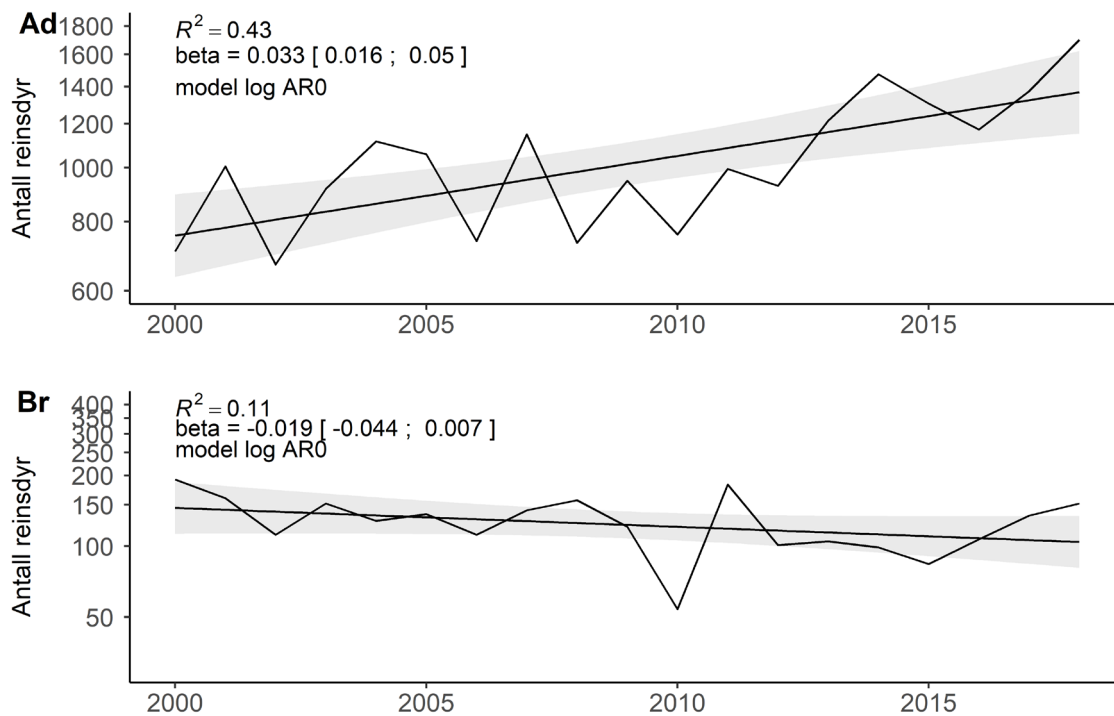 Ad
R² = 0.43
beta = 0.033 [ 0.016 ;  0.05 ]
model log AR0
Antall reinsdyr
1800
1600
1400
1200
1000
800
600
2000 2005 2010 2015
Br
R² = 0.11
beta = -0.019 [ -0.044 ;  0.007 ]
model log AR0
Antall reinsdyr
400
350
300
250
200
150
100
50
2000 2005 2010 2015